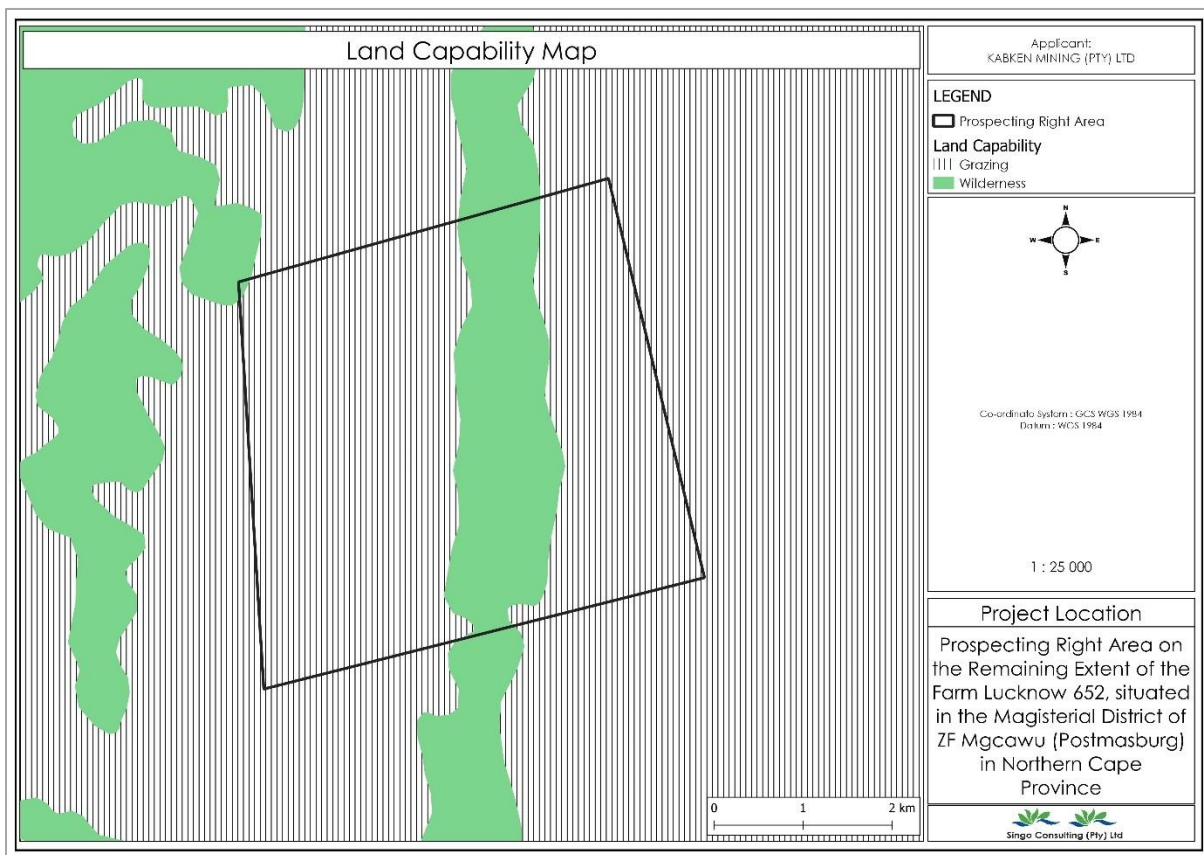 Land Capability Map
Applicant:
KABKEN MINING (PTY) LTD
LEGEND
Prospecting Right Area
Land Capability
Grazing
Wilderness
N
W E
S
Co-ordinate System : GCS WGS 1984
Datum : WGS 1984
1 : 25 000
0 1 2 km
Project Location
Prospecting Right Area on
the Remaining Extent of the
Farm Lucknow 652, situated
in the Magisterial District of
ZF Mgcawu (Postmasburg)
in Northern Cape
Province
Singo Consulting (Pty) Ltd